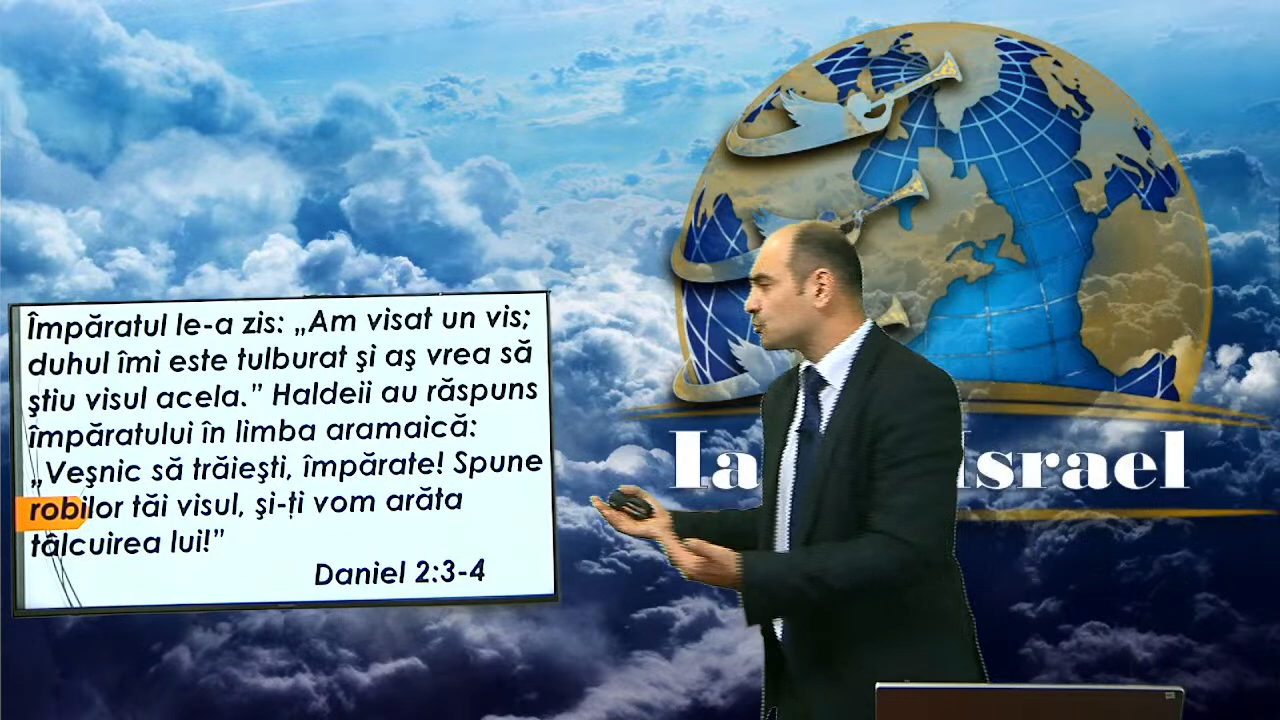 Împăratul le-a zis: „Am visat un vis;
duhul îmi este tulburat şi aş vrea să
ştiu visul acela.” Haldeii au răspuns
împăratului în limba aramaică:
„Veşnic să trăieşti, împărate! Spune
robilor tăi visul, şi-ți vom arăta
tâlcuirea lui!”
Daniel 2:3-4
Israel